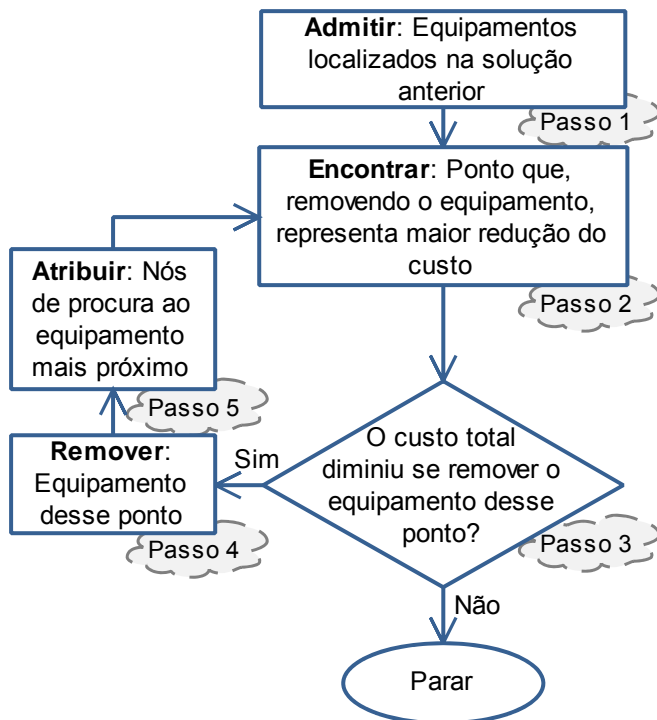 Admitir: Equipamentos
localizados na solução
anterior
Passo 1
Encontrar: Ponto que,
removendo o equipamento,
representa maior redução do
custo
Passo 2
O custo total
diminiu se remover o
equipamento desse
ponto?
Passo 3
Sim
Remover:
Equipamento
desse ponto
Passo 4
Atribuir: Nós
de procura ao
equipamento
mais próximo
Passo 5
Não
Parar